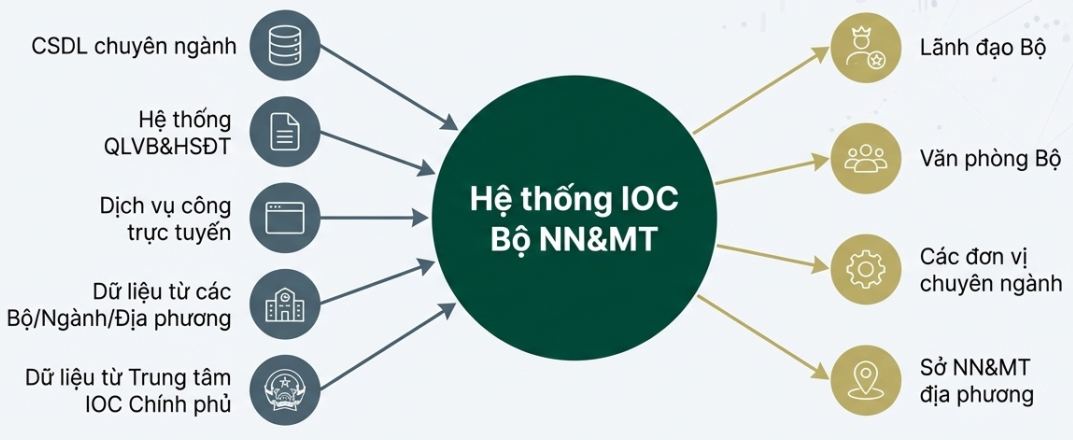 CSDL chuyên ngành
Hệ thống
QLVB&HSĐT
Dịch vụ công
trực tuyến
Dữ liệu từ các
Bộ/Ngành/Địa phương
Dữ liệu từ Trung tâm
IOC Chính phủ
Hệ thống IOC
Bộ NN&MT
Lãnh đạo Bộ
Văn phòng Bộ
Các đơn vị
chuyên ngành
Sở NN&MT
địa phương